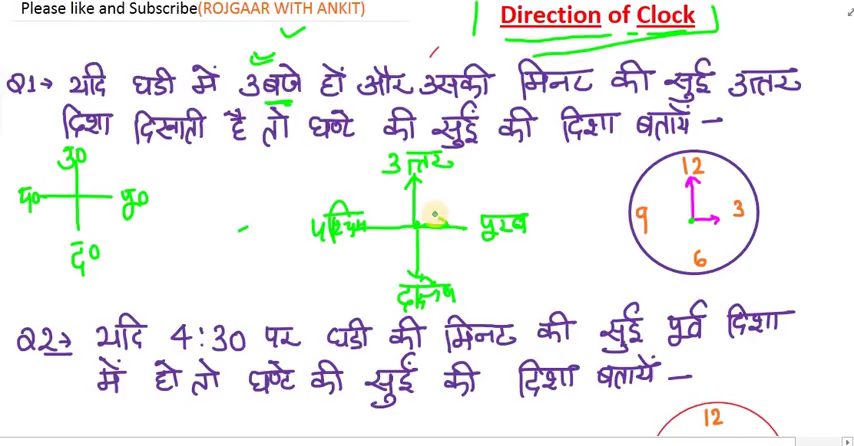 Please like and Subscribe(ROJGAAR WITH ANKIT)
Direction of Clock
Q1→ यदि घडी में 3 बजे हों और उसकी मिनट की सुई उत्तर
दिशा दिखाती है तो घण्टे की सुई की दिशा बतायें –
उ०
प० पू०
द०
उत्तर
पश्चिम पूरब
दक्षिण
12
9 3
6
Q2→ यदि 4:30 पर घडी की मिनट की सुई पूर्व दिशा
में हो तो घण्टे की सुई की दिशा बतायें –
12